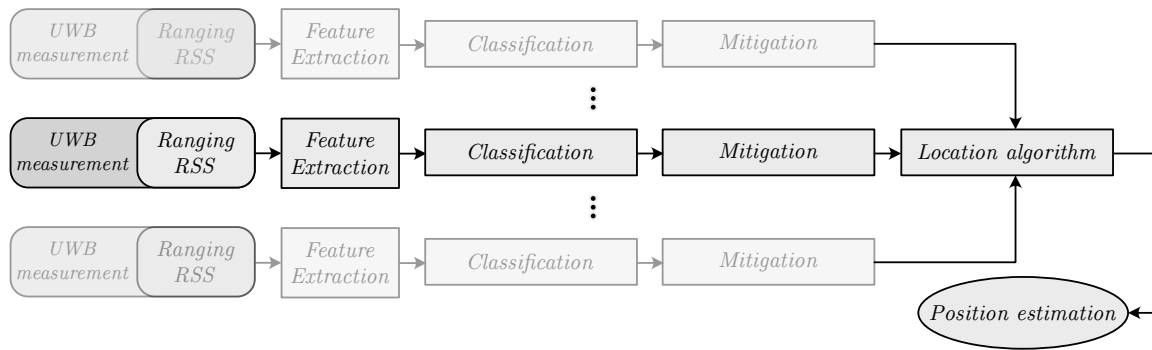 UWB
measurement
Ranging
RSS
Feature
Extraction
Classification
Mitigation
UWB
measurement
Ranging
RSS
Feature
Extraction
Classification
Mitigation
Location algorithm
UWB
measurement
Ranging
RSS
Feature
Extraction
Classification
Mitigation
Position estimation